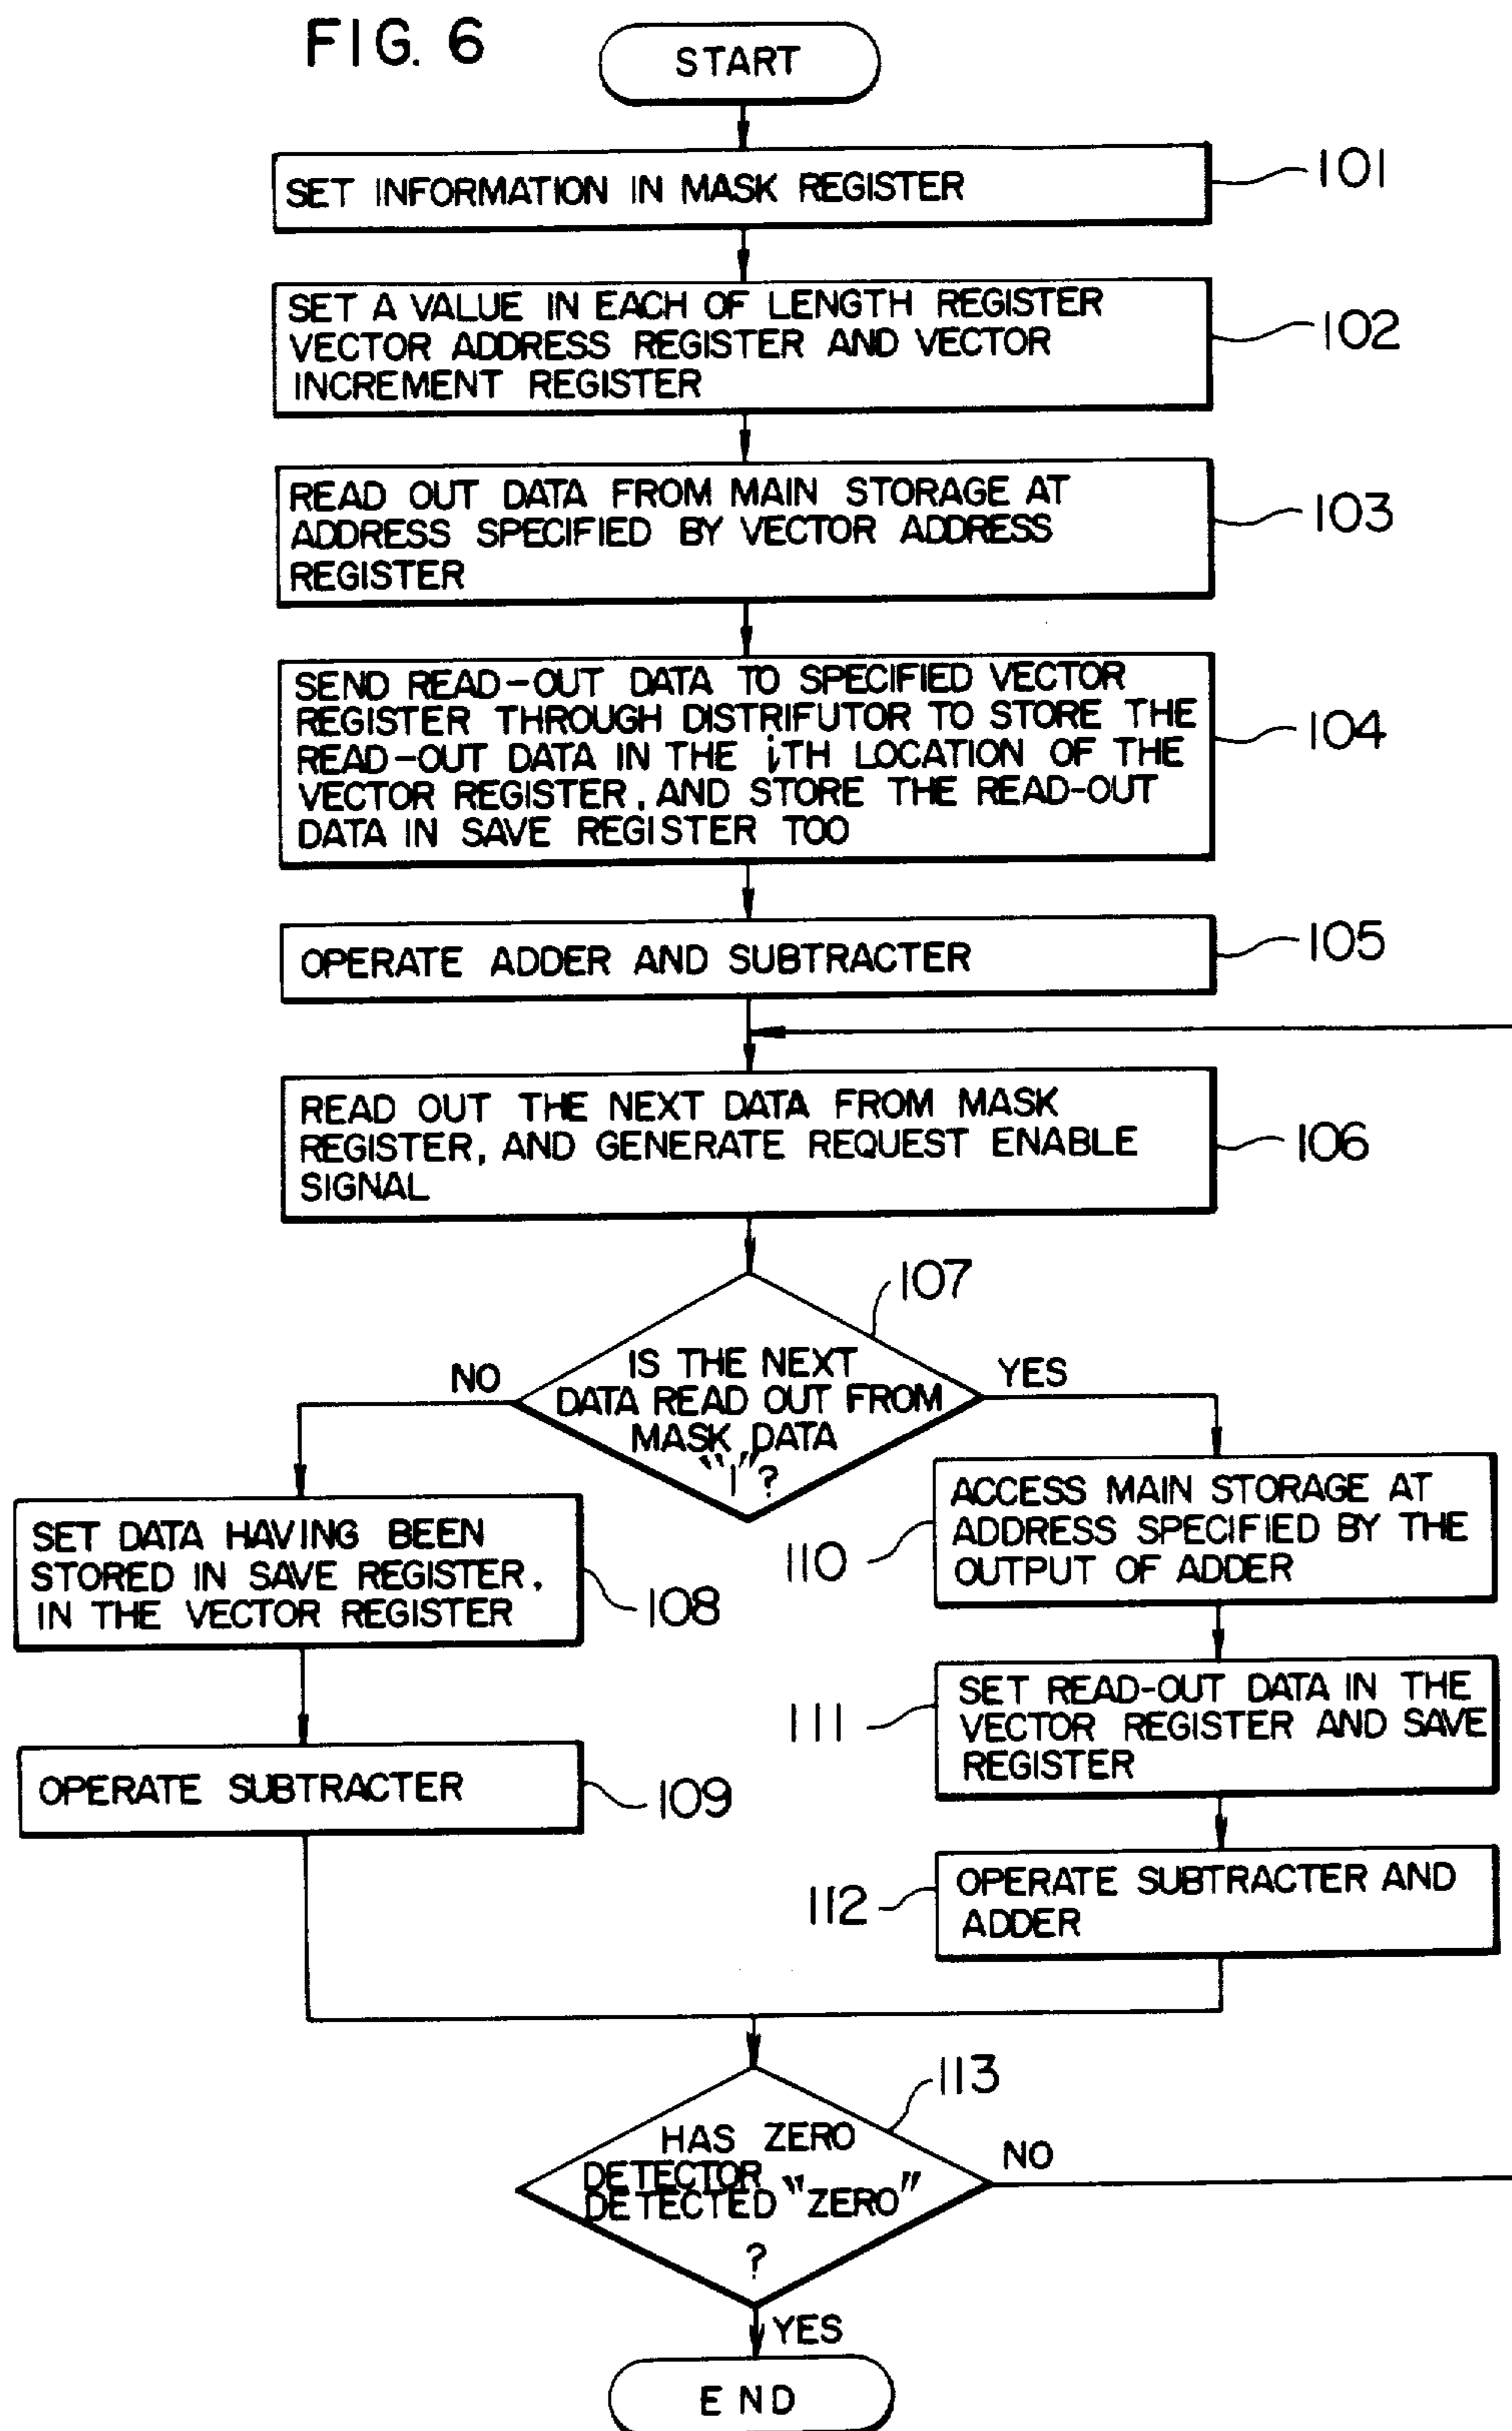 FIG. 6
START
SET INFORMATION IN MASK REGISTER
101
SET A VALUE IN EACH OF LENGTH REGISTER
VECTOR ADDRESS REGISTER AND VECTOR
INCREMENT REGISTER
102
READ OUT DATA FROM MAIN STORAGE AT
ADDRESS SPECIFIED BY VECTOR ADDRESS
REGISTER
103
SEND READ-OUT DATA TO SPECIFIED VECTOR
REGISTER THROUGH DISTRIFUTOR TO STORE THE
READ-OUT DATA IN THE iTH LOCATION OF THE
VECTOR REGISTER, AND STORE THE READ-OUT
DATA IN SAVE REGISTER TOO
104
OPERATE ADDER AND SUBTRACTER
105
READ OUT THE NEXT DATA FROM MASK
REGISTER, AND GENERATE REQUEST ENABLE
SIGNAL
106
107
IS THE NEXT
DATA READ OUT FROM
MASK DATA
"1"?
NO
YES
SET DATA HAVING BEEN
STORED IN SAVE REGISTER,
IN THE VECTOR REGISTER
108
OPERATE SUBTRACTER
109
ACCESS MAIN STORAGE AT
ADDRESS SPECIFIED BY THE
OUTPUT OF ADDER
110
SET READ-OUT DATA IN THE
VECTOR REGISTER AND SAVE
REGISTER
111
OPERATE SUBTRACTER AND
ADDER
112
113
HAS ZERO
DETECTOR
DETECTED "ZERO"
?
NO
YES
END